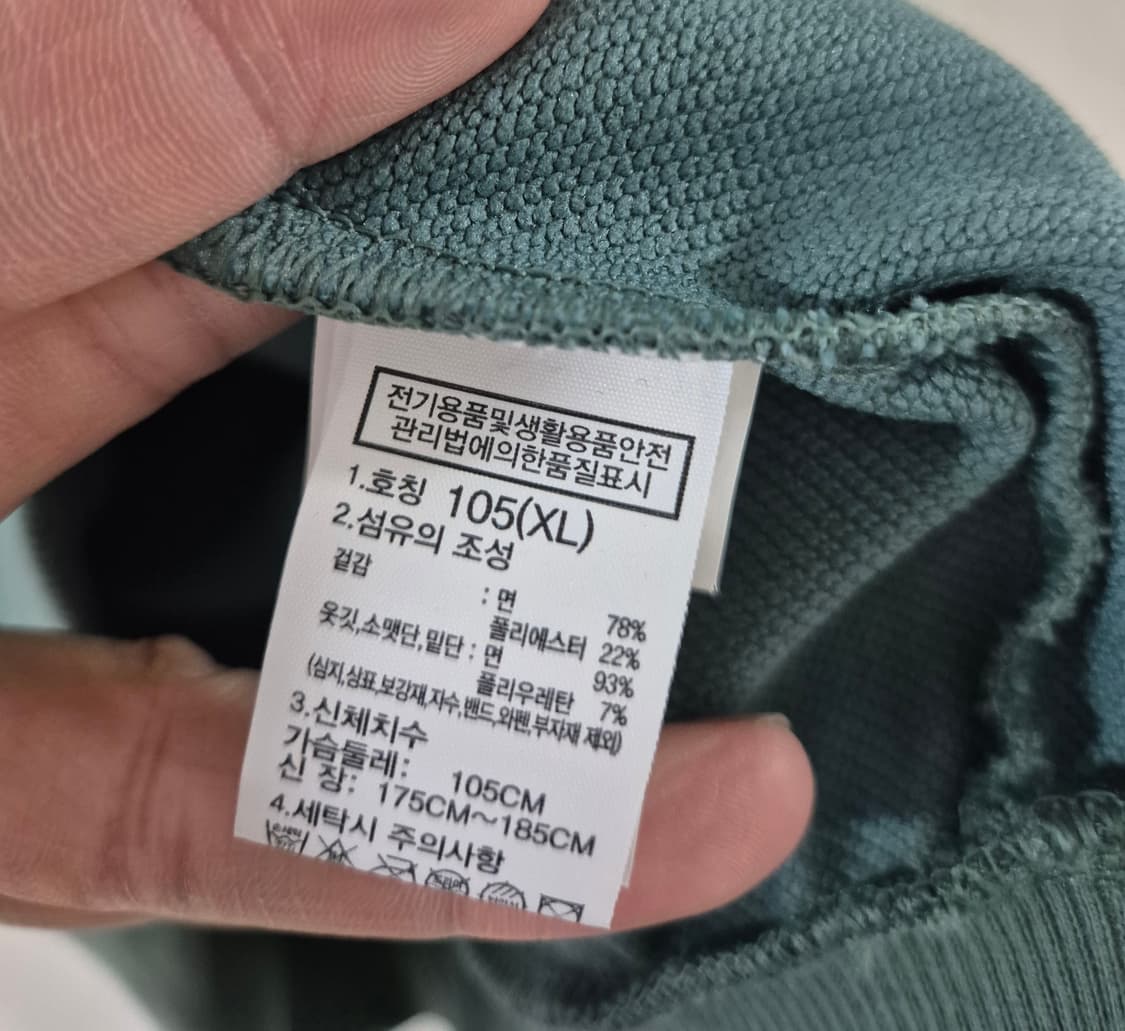 전기용품및생활용품안전
관리법에의한품질표시
1.호칭 105(XL)
2.섬유의 조성
겉감
: 면 78%
폴리에스터 22%
옷깃,소맷단,밑단 : 면 93%
폴리우레탄 7%
(심지,심표,보강재,자수,밴드,와펜,부자재 제외)
3.신체치수
가슴둘레: 105CM
신 장: 175CM~185CM
4.세탁시 주의사항